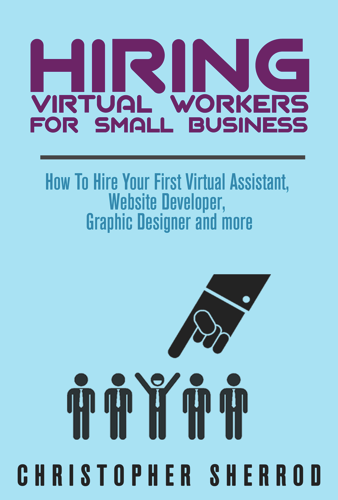 HIRING
VIRTUAL WORKERS
FOR SMALL BUSINESS
How To Hire Your First Virtual Assistant,
Website Developer,
Graphic Designer and more
CHRISTOPHER SHERROD